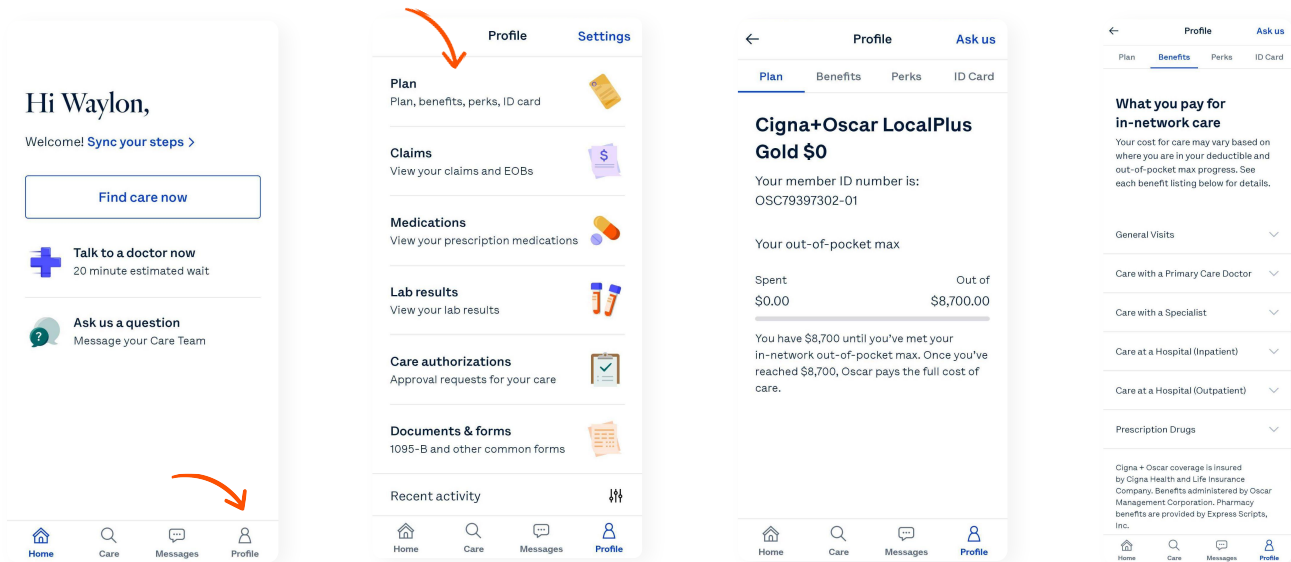 Hi Waylon,
Welcome! Sync your steps >
Find care now
Talk to a doctor now
20 minute estimated wait
?
Ask us a question
Message your Care Team
Home Care Messages Profile
Profile Settings
Plan
Plan, benefits, perks, ID card
Claims
View your claims and EOBs
$
Medications
View your prescription medications
Lab results
View your lab results
Care authorizations
Approval requests for your care
Documents & forms
1095-B and other common forms
Recent activity
Home Care Messages Profile
Profile Ask us
Plan Benefits Perks ID Card
Cigna+Oscar LocalPlus
Gold $0
Your member ID number is:
OSC79397302-01
Your out-of-pocket max
Spent Out of
$0.00 $8,700.00
You have $8,700 until you've met your
in-network out-of-pocket max. Once you've
reached $8,700, Oscar pays the full cost of
care.
Home Care Messages Profile
Profile Ask us
Plan Benefits Perks ID Card
What you pay for
in-network care
Your cost for care may vary based on
where you are in your deductible and
out-of-pocket max progress. See
each benefit listing below for details.
General Visits
Care with a Primary Care Doctor
Care with a Specialist
Care at a Hospital (Inpatient)
Care at a Hospital (Outpatient)
Prescription Drugs
Cigna + Oscar coverage is insured
by Cigna Health and Life Insurance
Company. Benefits administered by Oscar
Management Corporation. Pharmacy
benefits are provided by Express Scripts,
Inc.
Home Care Messages Profile